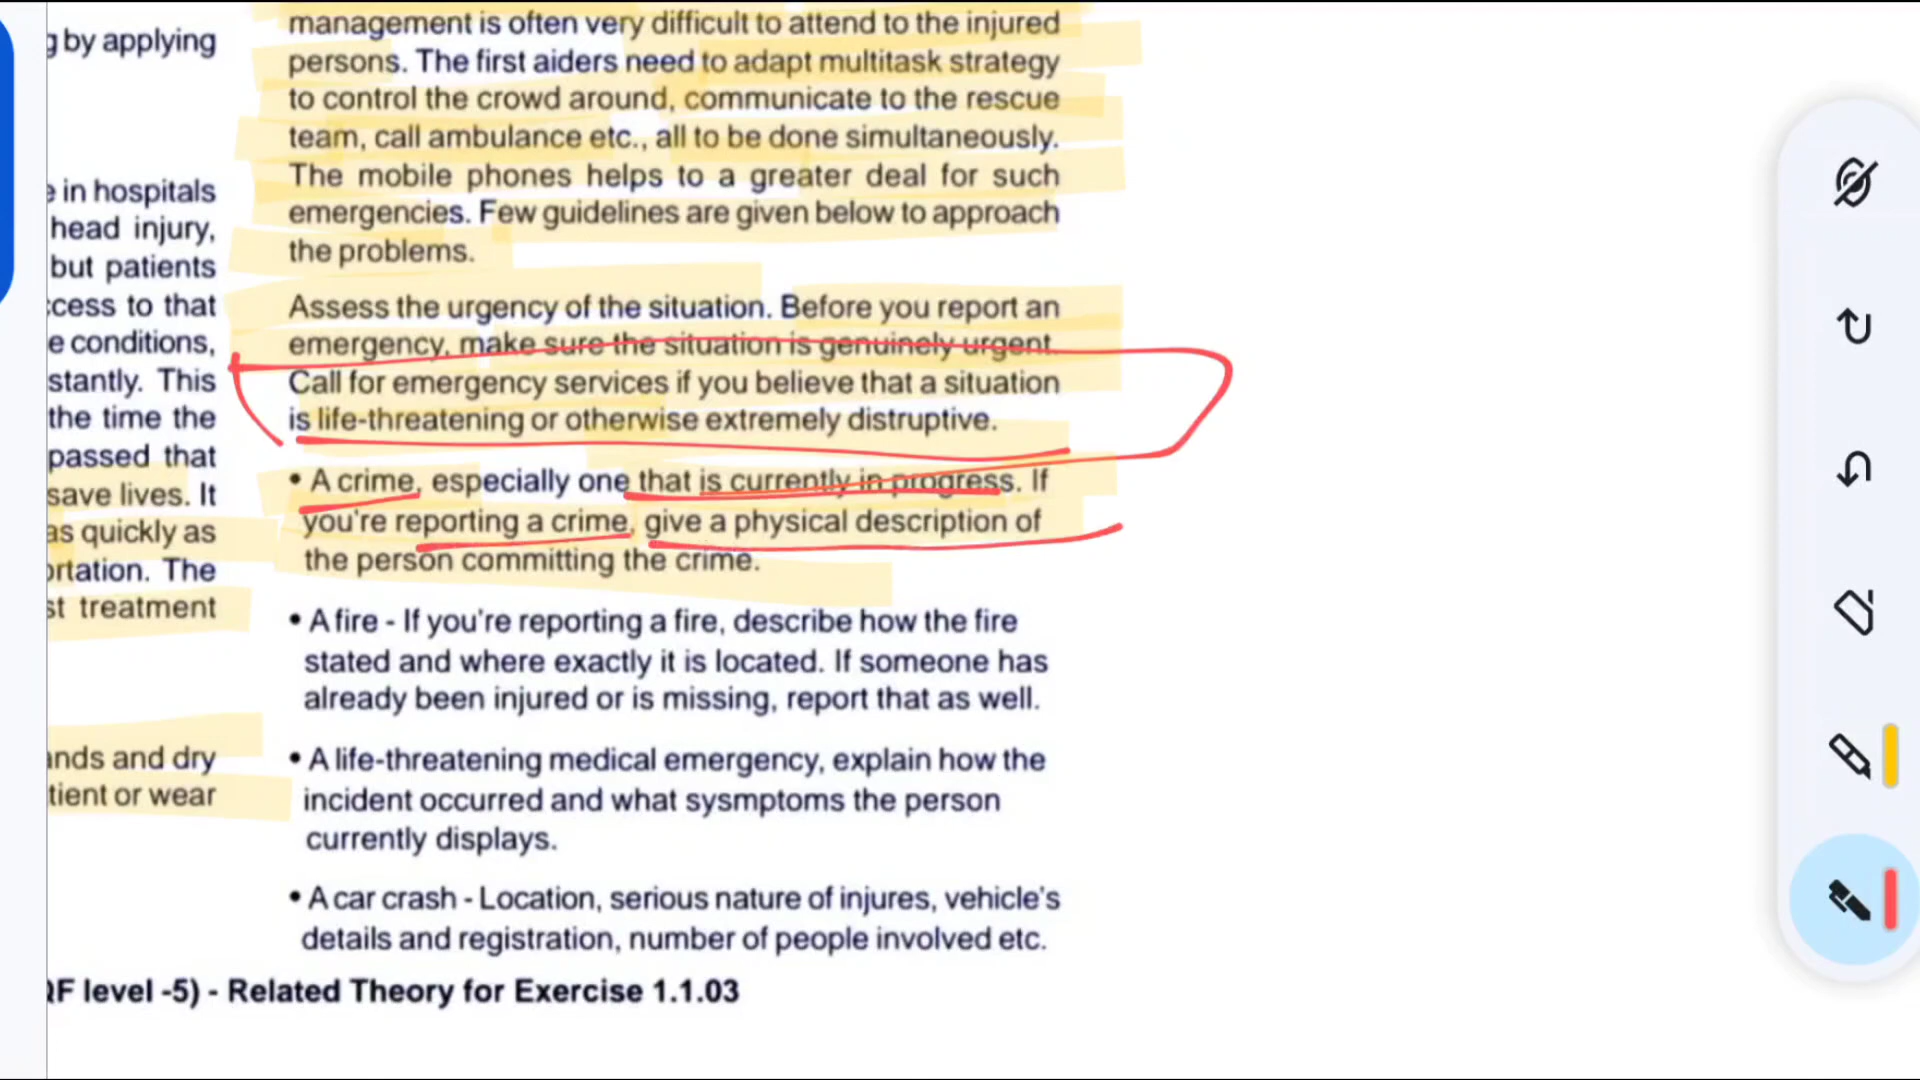 by applying
in hospitals
head injury,
but patients
to that
conditions,
This
the time the
passed that
save lives. It
as quickly as
The
treatment
and dry
or wear
management is often very difficult to attend to the injured
persons. The first aiders need to adapt multitask strategy
to control the crowd around, communicate to the rescue
team, call ambulance etc., all to be done simultaneously.
The mobile phones helps to a greater deal for such
emergencies. Few guidelines are given below to approach
the problems.
Assess the urgency of the situation. Before you report an
emergency, make sure the situation is genuinely urgent.
Call for emergency services if you believe that a situation
is life-threatening or otherwise extremely distruptive.
• A crime, especially one that is currently in progress. If
you're reporting a crime, give a physical description of
the person committing the crime.
• A fire - If you're reporting a fire, describe how the fire
stated and where exactly it is located. If someone has
already been injured or is missing, report that as well.
• A life-threatening medical emergency, explain how the
incident occurred and what sysmptoms the person
currently displays.
• A car crash - Location, serious nature of injures, vehicle's
details and registration, number of people involved etc.
level -5) - Related Theory for Exercise 1.1.03